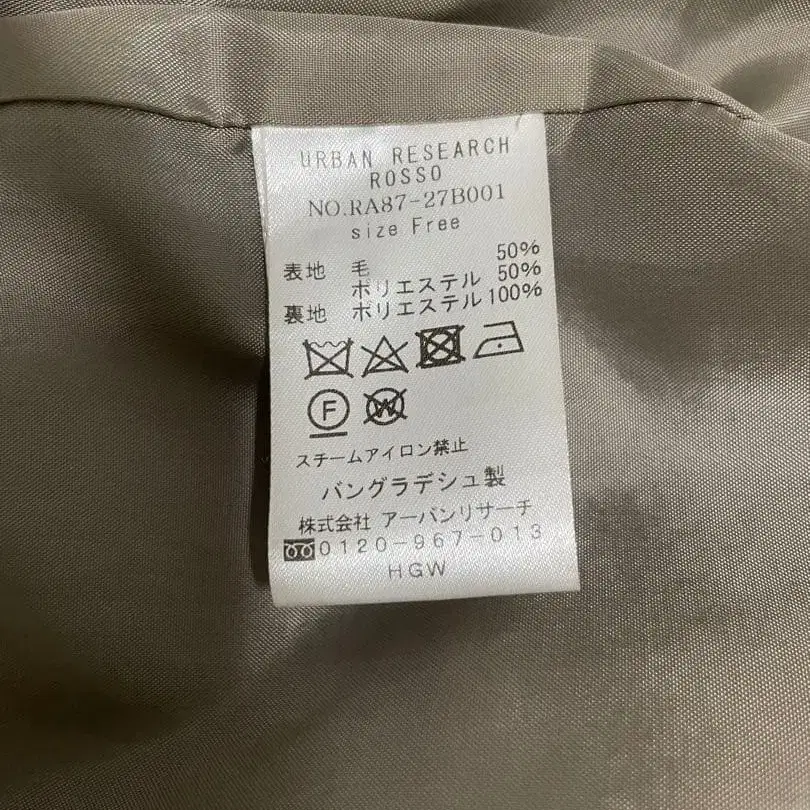 URBAN RESEARCH
ROSSO
NO.RA87-27B001
size Free
表地 毛 50%
ポリエステル 50%
裏地 ポリエステル 100%
F W
スチームアイロン禁止
バングラデシュ製
株式会社 アーバンリサーチ
0120-967-013
HGW